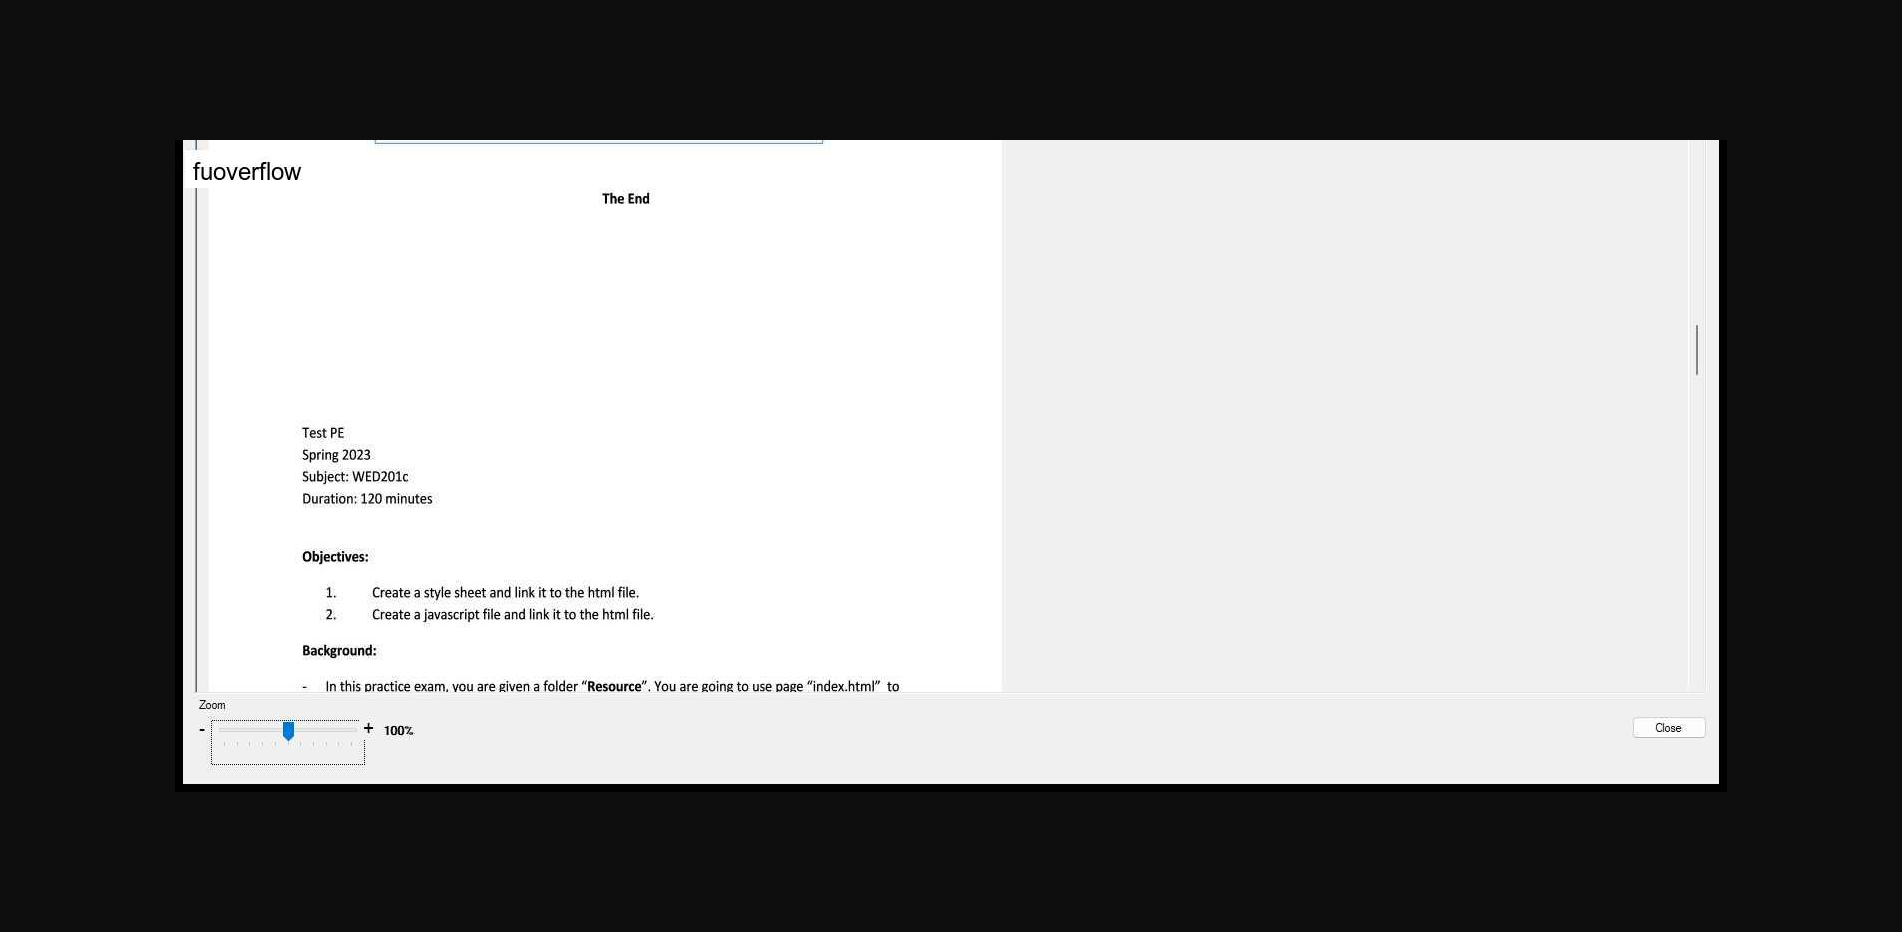 fuoverflow
The End
Test PE
Spring 2023
Subject: WED201c
Duration: 120 minutes
Objectives:
1. Create a style sheet and link it to the html file.
2. Create a javascript file and link it to the html file.
Background:
- In this practice exam, you are given a folder “Resource”. You are going to use page “index.html” to
Zoom
- + 100%
Close